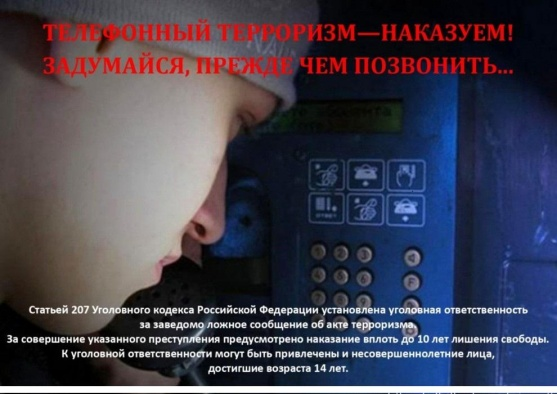 ТЕЛЕФОННЫЙ ТЕРРОРИЗМ—НАКАЗУЕМ!
ЗАДУМАЙСЯ, ПРЕЖДЕ ЧЕМ ПОЗВОНИТЬ...
ОТВЕТ
Статьей 207 Уголовного кодекса Российской Федерации установлена уголовная ответственность
за заведомо ложное сообщение об акте терроризма.
За совершение указанного преступления предусмотрено наказание вплоть до 10 лет лишения свободы.
К уголовной ответственности могут быть привлечены и несовершеннолетние лица,
достигшие возраста 14 лет.